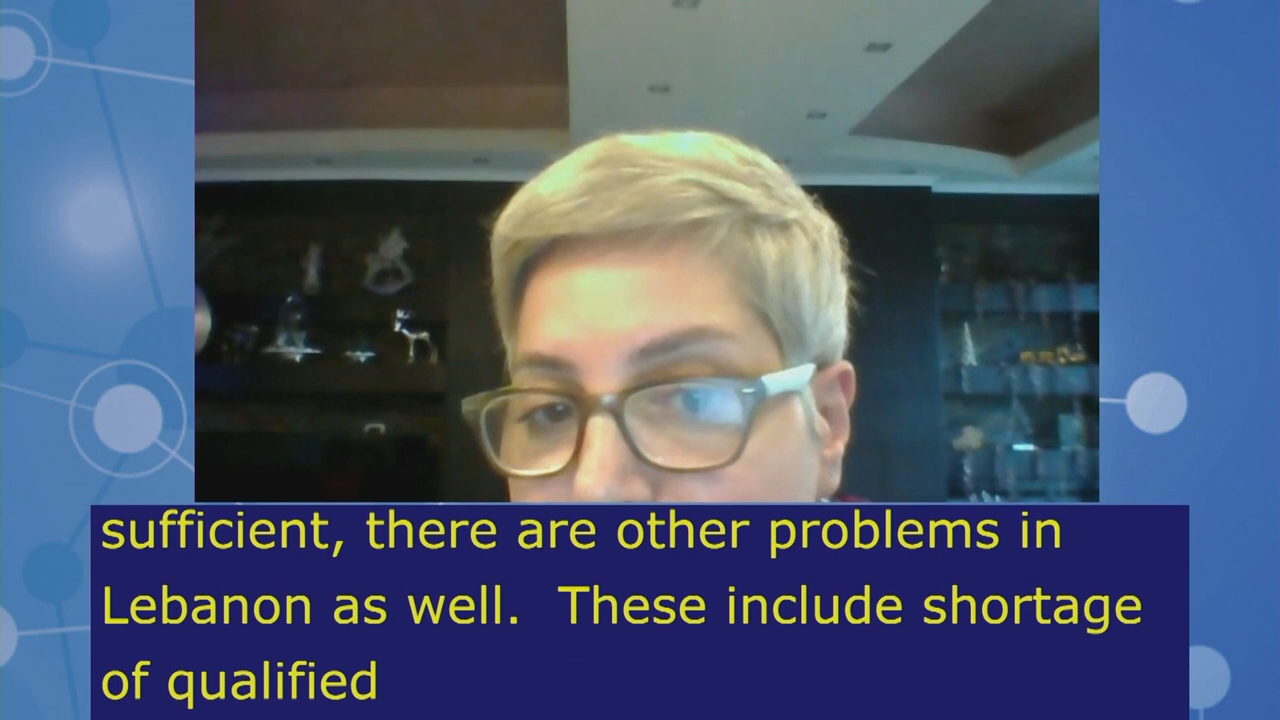 sufficient, there are other problems in
Lebanon as well.  These include shortage
of qualified